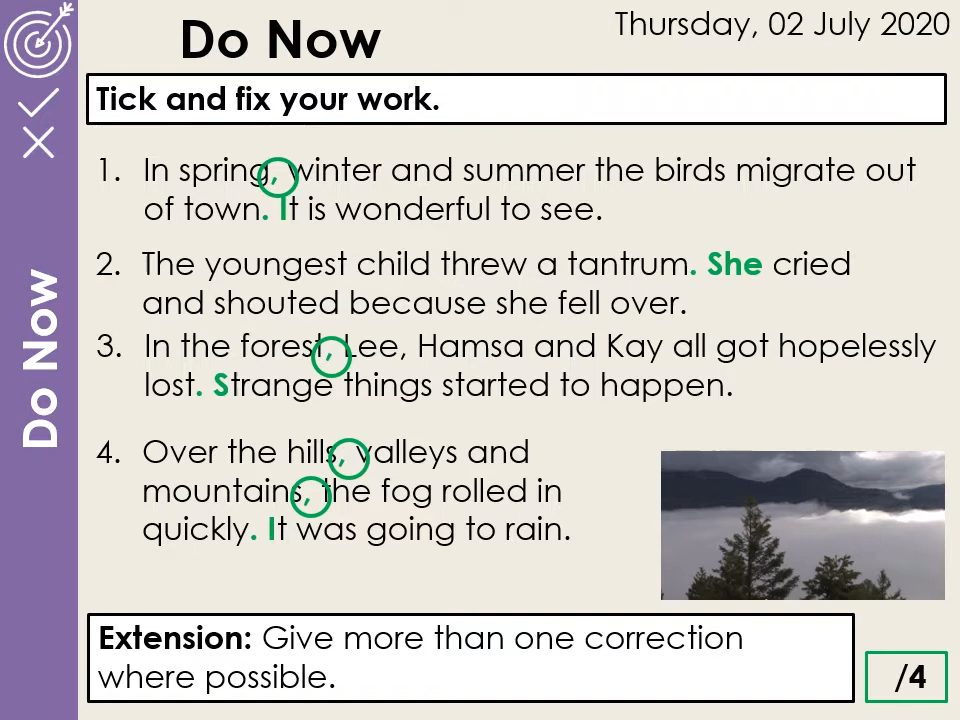 Do Now
Thursday, 02 July 2020
Tick and fix your work.
1. In spring, winter and summer the birds migrate out
of town. It is wonderful to see.
2. The youngest child threw a tantrum. She cried
and shouted because she fell over.
3. In the forest, Lee, Hamsa and Kay all got hopelessly
lost. Strange things started to happen.
4. Over the hills, valleys and
mountains, the fog rolled in
quickly. It was going to rain.
Do Now
Extension: Give more than one correction
where possible.
/4